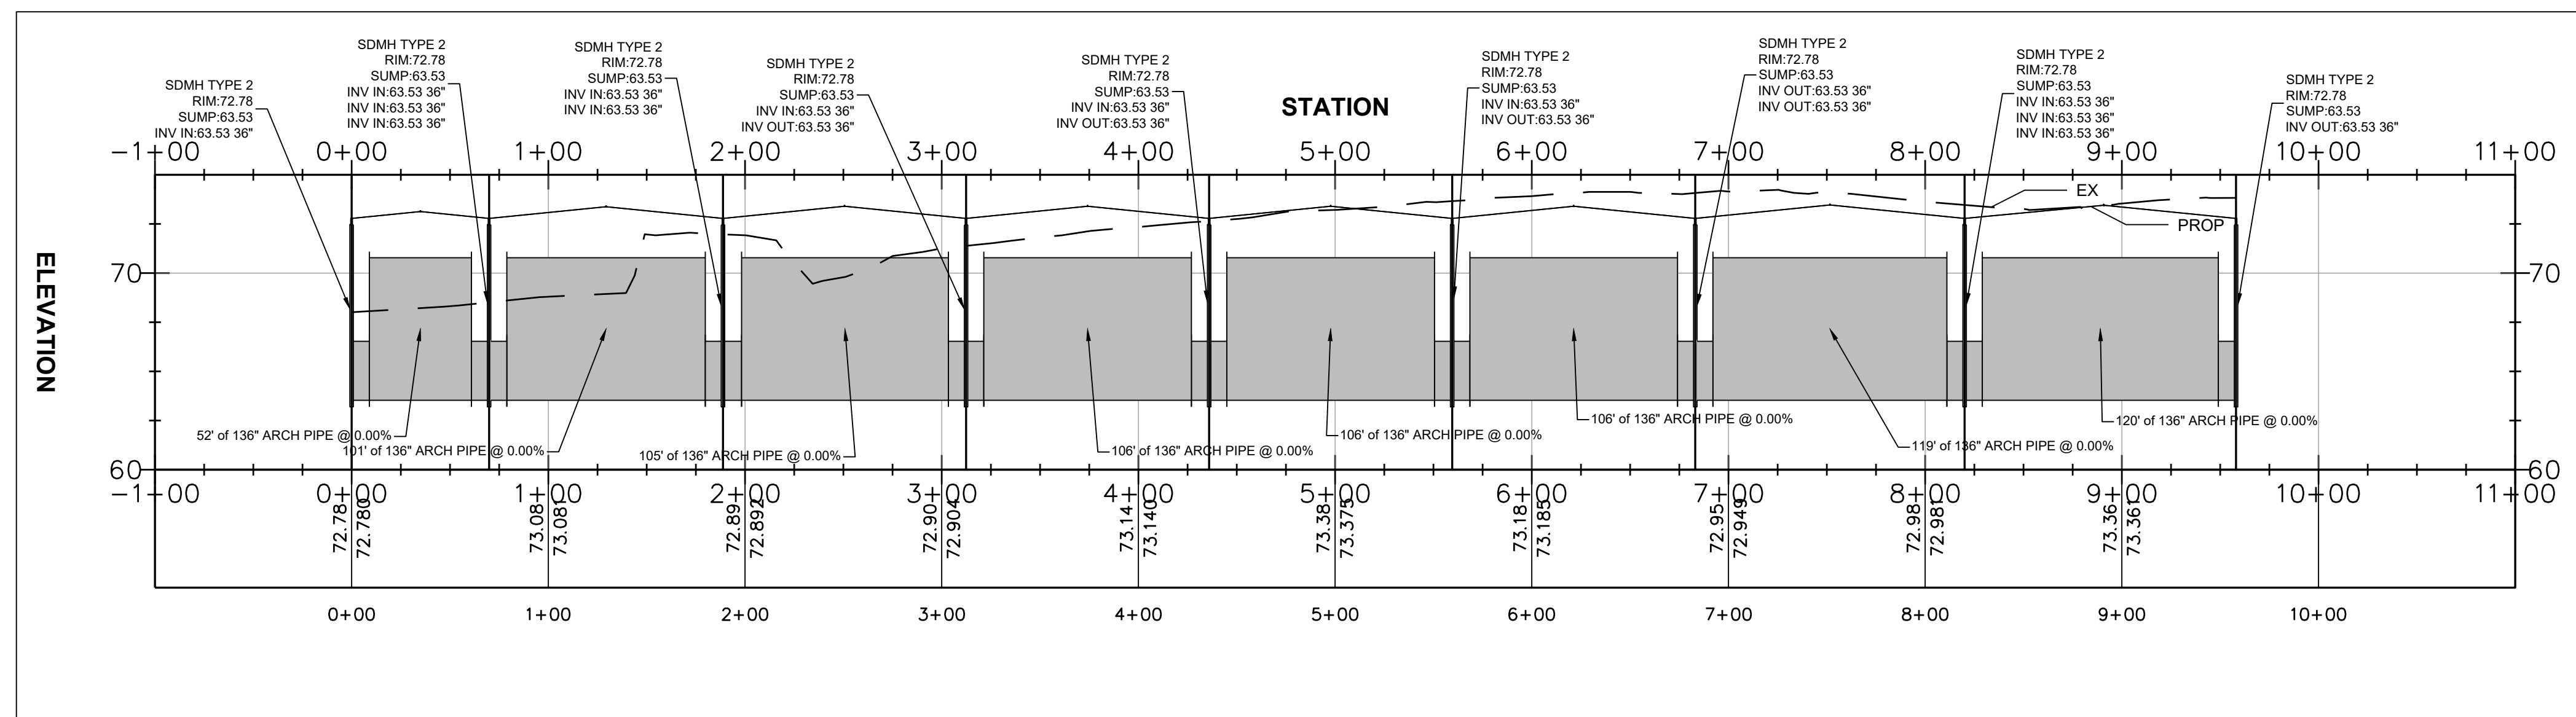 SDMH TYPE 2
RIM:72.78
SUMP:63.53
INV IN:63.53 36"
SDMH TYPE 2
RIM:72.78
SUMP:63.53
INV IN:63.53 36"
INV IN:63.53 36"
INV IN:63.53 36"
SDMH TYPE 2
RIM:72.78
SUMP:63.53
INV IN:63.53 36"
INV IN:63.53 36"
SDMH TYPE 2
RIM:72.78
SUMP:63.53
INV IN:63.53 36"
INV OUT:63.53 36"
SDMH TYPE 2
RIM:72.78
SUMP:63.53
INV IN:63.53 36"
INV OUT:63.53 36"
STATION
SDMH TYPE 2
RIM:72.78
SUMP:63.53
INV IN:63.53 36"
INV OUT:63.53 36"
SDMH TYPE 2
RIM:72.78
SUMP:63.53
INV OUT:63.53 36"
INV OUT:63.53 36"
SDMH TYPE 2
RIM:72.78
SUMP:63.53
INV IN:63.53 36"
INV IN:63.53 36"
INV IN:63.53 36"
SDMH TYPE 2
RIM:72.78
SUMP:63.53
INV OUT:63.53 36"
-1+00 0+00 1+00 2+00 3+00 4+00 5+00 6+00 7+00 8+00 9+00 10+00 11+00
EX
PROP
ELEVATION
70 70
52' of 136" ARCH PIPE @ 0.00%
101' of 136" ARCH PIPE @ 0.00%
105' of 136" ARCH PIPE @ 0.00%
106' of 136" ARCH PIPE @ 0.00%
106' of 136" ARCH PIPE @ 0.00%
106' of 136" ARCH PIPE @ 0.00%
119' of 136" ARCH PIPE @ 0.00%
120' of 136" ARCH PIPE @ 0.00%
60 60
-1+00 0+00 1+00 2+00 3+00 4+00 5+00 6+00 7+00 8+00 9+00 10+00 11+00
72.78
72.780
73.08
73.081
72.89
72.892
72.90
72.904
73.14
73.140
73.38
73.375
73.18
73.185
72.95
72.949
72.98
72.981
73.36
73.361
0+00 1+00 2+00 3+00 4+00 5+00 6+00 7+00 8+00 9+00 10+00